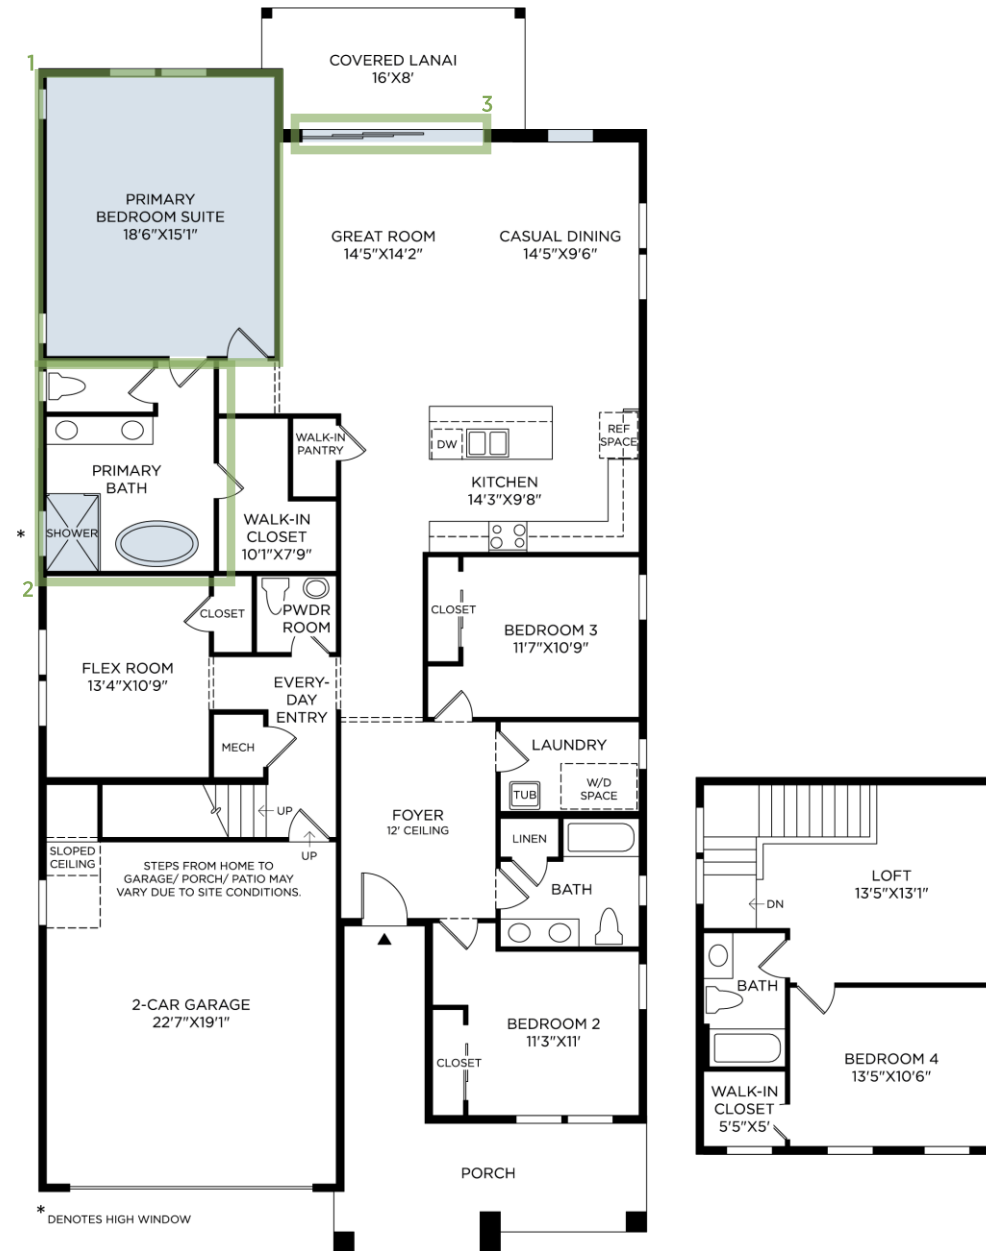 COVERED LANAI
16'X8'
1
3
PRIMARY
BEDROOM SUITE
18'6"X15'1"
GREAT ROOM
14'5"X14'2"
CASUAL DINING
14'5"X9'6"
WALK-IN
PANTRY
DW
REF
SPACE
PRIMARY
BATH
KITCHEN
14'3"X9'8"
*
SHOWER
WALK-IN
CLOSET
10'1"X7'9"
2
CLOSET
PWDR
ROOM
CLOSET
BEDROOM 3
11'7"X10'9"
FLEX ROOM
13'4"X10'9"
EVERY-
DAY
ENTRY
MECH
LAUNDRY
TUB
W/D
SPACE
UP
UP
FOYER
12' CEILING
LINEN
BATH
SLOPED
CEILING
STEPS FROM HOME TO
GARAGE/ PORCH/ PATIO MAY
VARY DUE TO SITE CONDITIONS.
2-CAR GARAGE
22'7"X19'1"
BEDROOM 2
11'3"X11'
CLOSET
PORCH
* DENOTES HIGH WINDOW
LOFT
13'5"X13'1"
DN
BATH
BEDROOM 4
13'5"X10'6"
WALK-IN
CLOSET
5'5"X5'